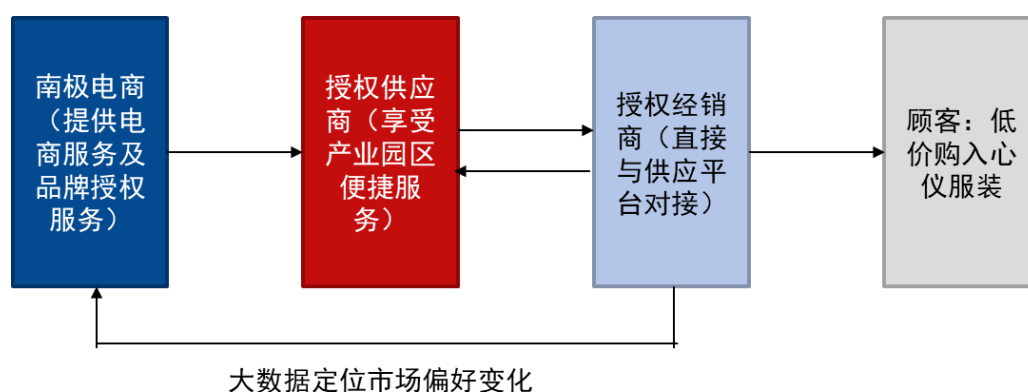 南极电商
（提供电
商服务及
品牌授权
服务）
授权供应
商（享受
产业园区
便捷服
务）
授权经销
商（直接
与供应平
台对接）
顾客：低
价购入心
仪服装
大数据定位市场偏好变化